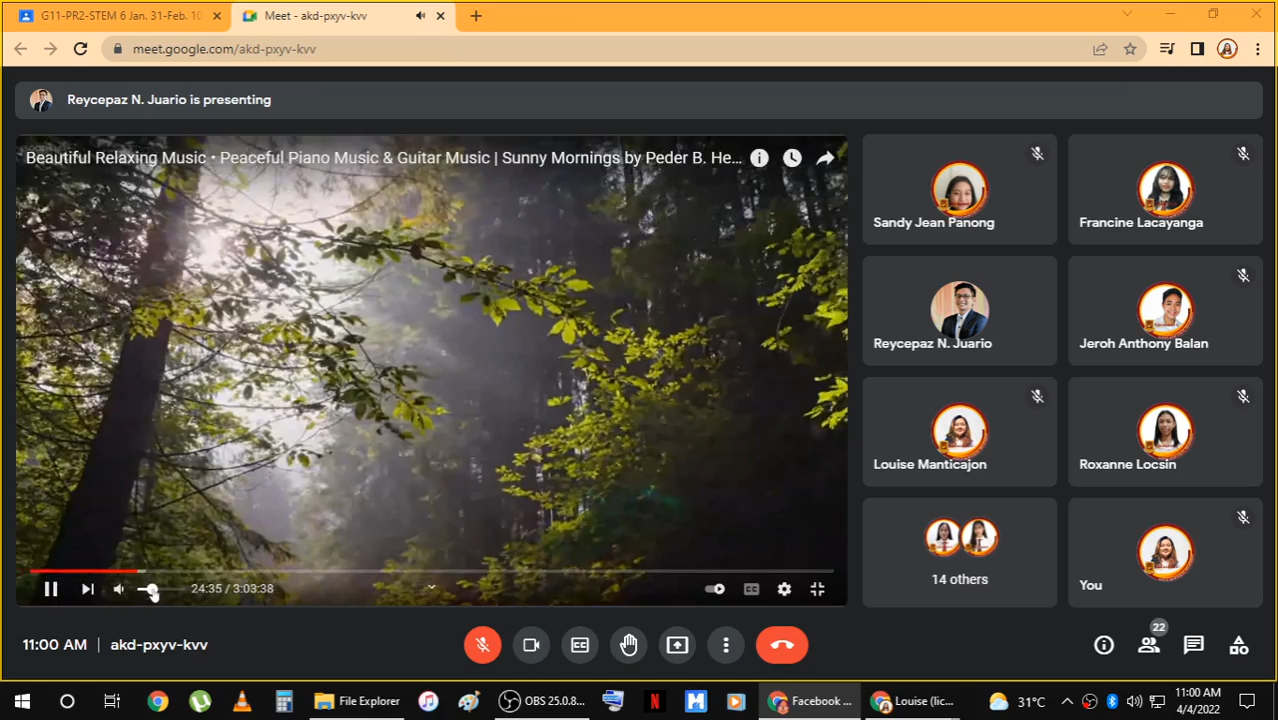 G11-PR2-STEM 6 Jan. 31-Feb. 10
Meet - akd-pxyv-kvv
meet.google.com/akd-pxyv-kvv
Reycepaz N. Juario is presenting
Beautiful Relaxing Music • Peaceful Piano Music & Guitar Music | Sunny Mornings by Peder B. He...
Sandy Jean Panong
Francine Lacayanga
Reycepaz N. Juario
Jeroh Anthony Balan
Louise Manticajon
Roxanne Locsin
14 others
You
24:35 / 3:03:38
CC
11:00 AM | akd-pxyv-kvv
CC
22
File Explorer
OBS 25.0.8...
N
M
Facebook ...
Louise (lic...
31°C
11:00 AM
4/4/2022